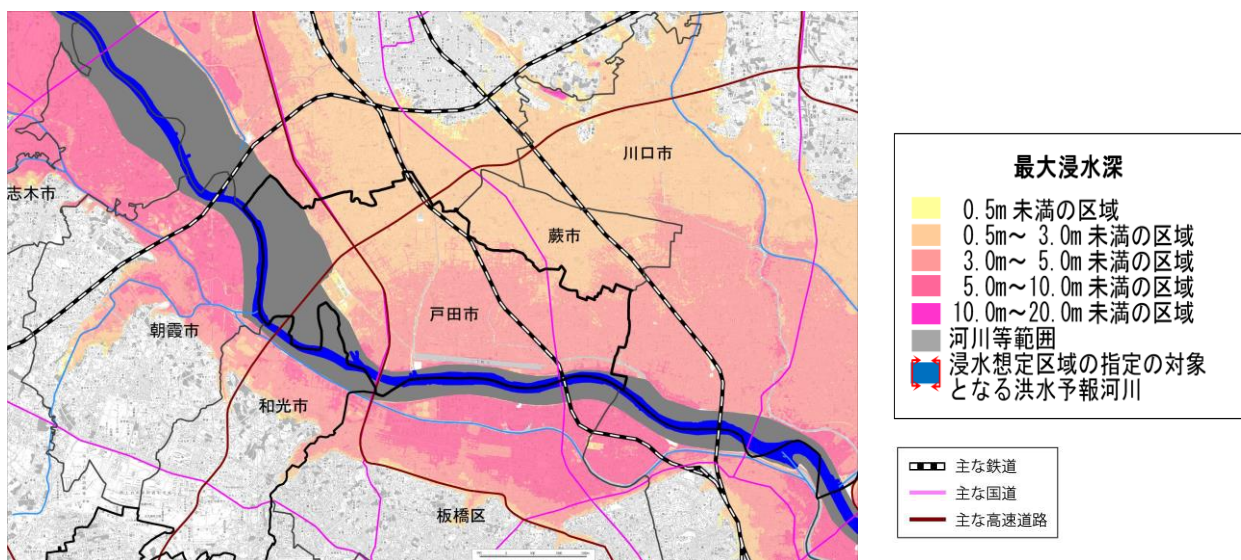 川口市
志木市
蕨市
戸田市
朝霞市
和光市
板橋区
最大浸水深
0.5m未満の区域
0.5m～ 3.0m未満の区域
3.0m～ 5.0m未満の区域
5.0m～10.0m未満の区域
10.0m～20.0m未満の区域
河川等範囲
浸水想定区域の指定の対象
となる洪水予報河川
主な鉄道
主な国道
主な高速道路